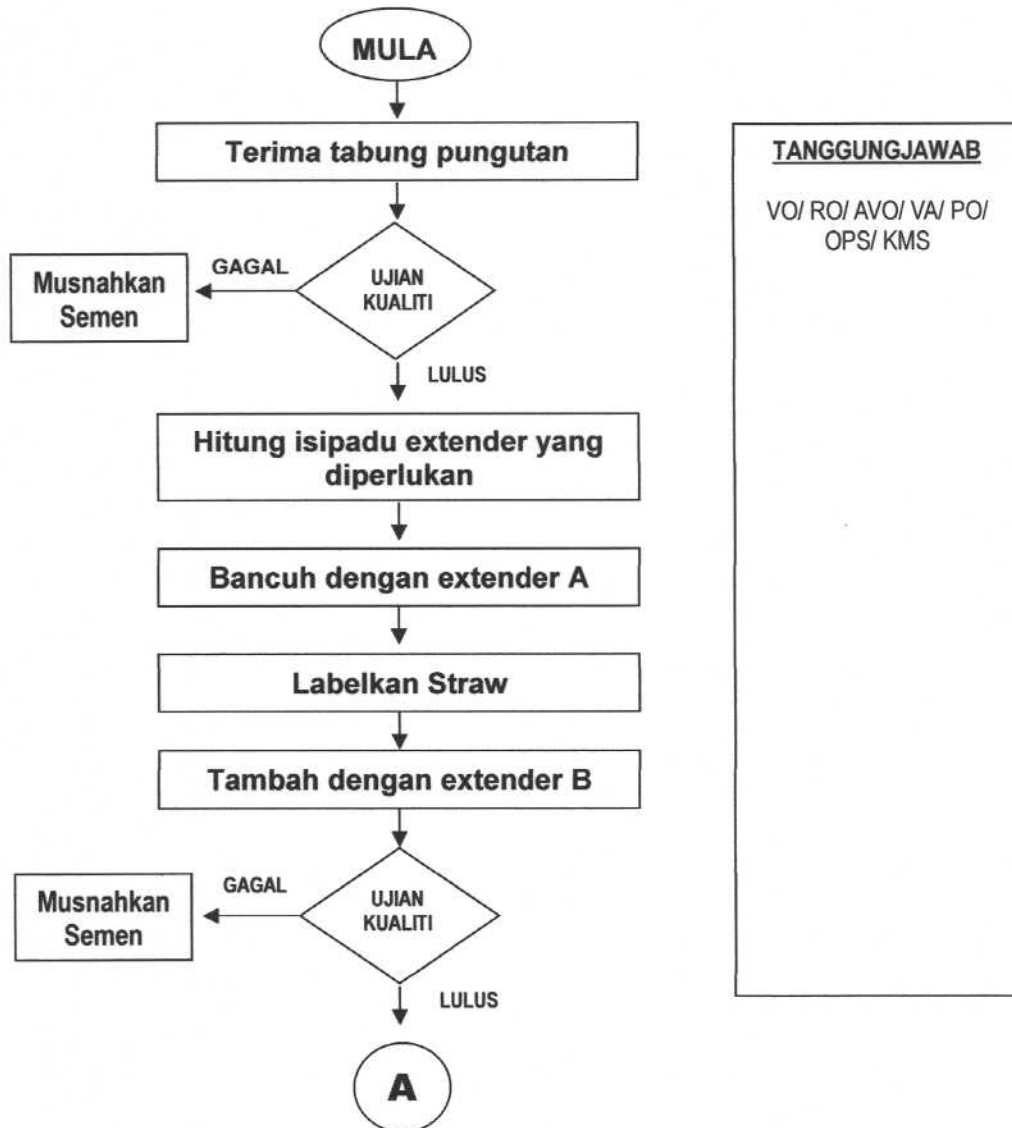 MULA
Terima tabung pungutan
UJIAN
KUALITI
GAGAL
Musnahkan
Semen
LULUS
Hitung isipadu extender yang
diperlukan
Bancuh dengan extender A
Labelkan Straw
Tambah dengan extender B
UJIAN
KUALITI
GAGAL
Musnahkan
Semen
LULUS
A
TANGGUNGJAWAB
VO/ RO/ AVO/ VA/ PO/
OPS/ KMS